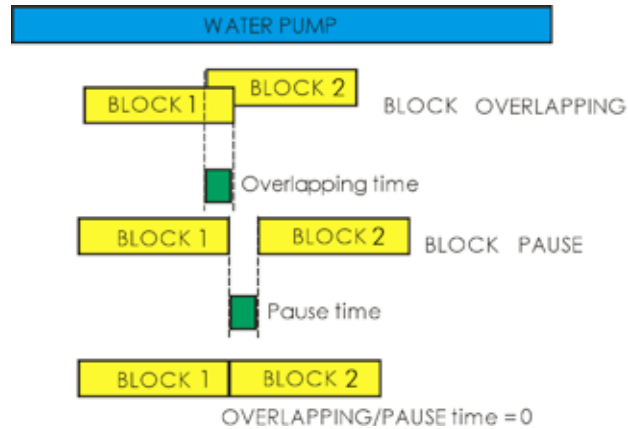 WATER PUMP
BLOCK 2
BLOCK 1
BLOCK OVERLAPPING
Overlapping time
BLOCK 1
BLOCK 2
BLOCK PAUSE
Pause time
BLOCK 1
BLOCK 2
OVERLAPPING/PAUSE time = 0